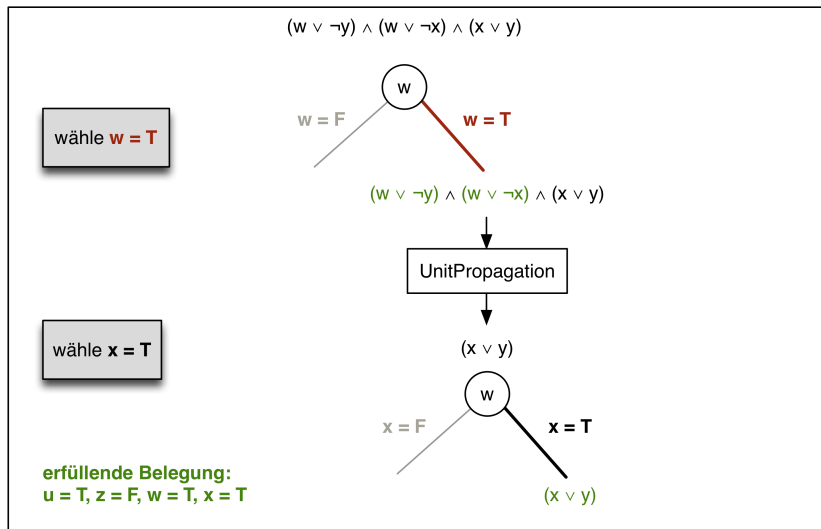 (w ∨ ¬y) ∧ (w ∨ ¬x) ∧ (x ∨ y)
w
w = F
w = T
wähle w = T
(w ∨ ¬y) ∧ (w ∨ ¬x) ∧ (x ∨ y)
UnitPropagation
wähle x = T
(x ∨ y)
w
x = F
x = T
erfüllende Belegung:
u = T, z = F, w = T, x = T
(x ∨ y)